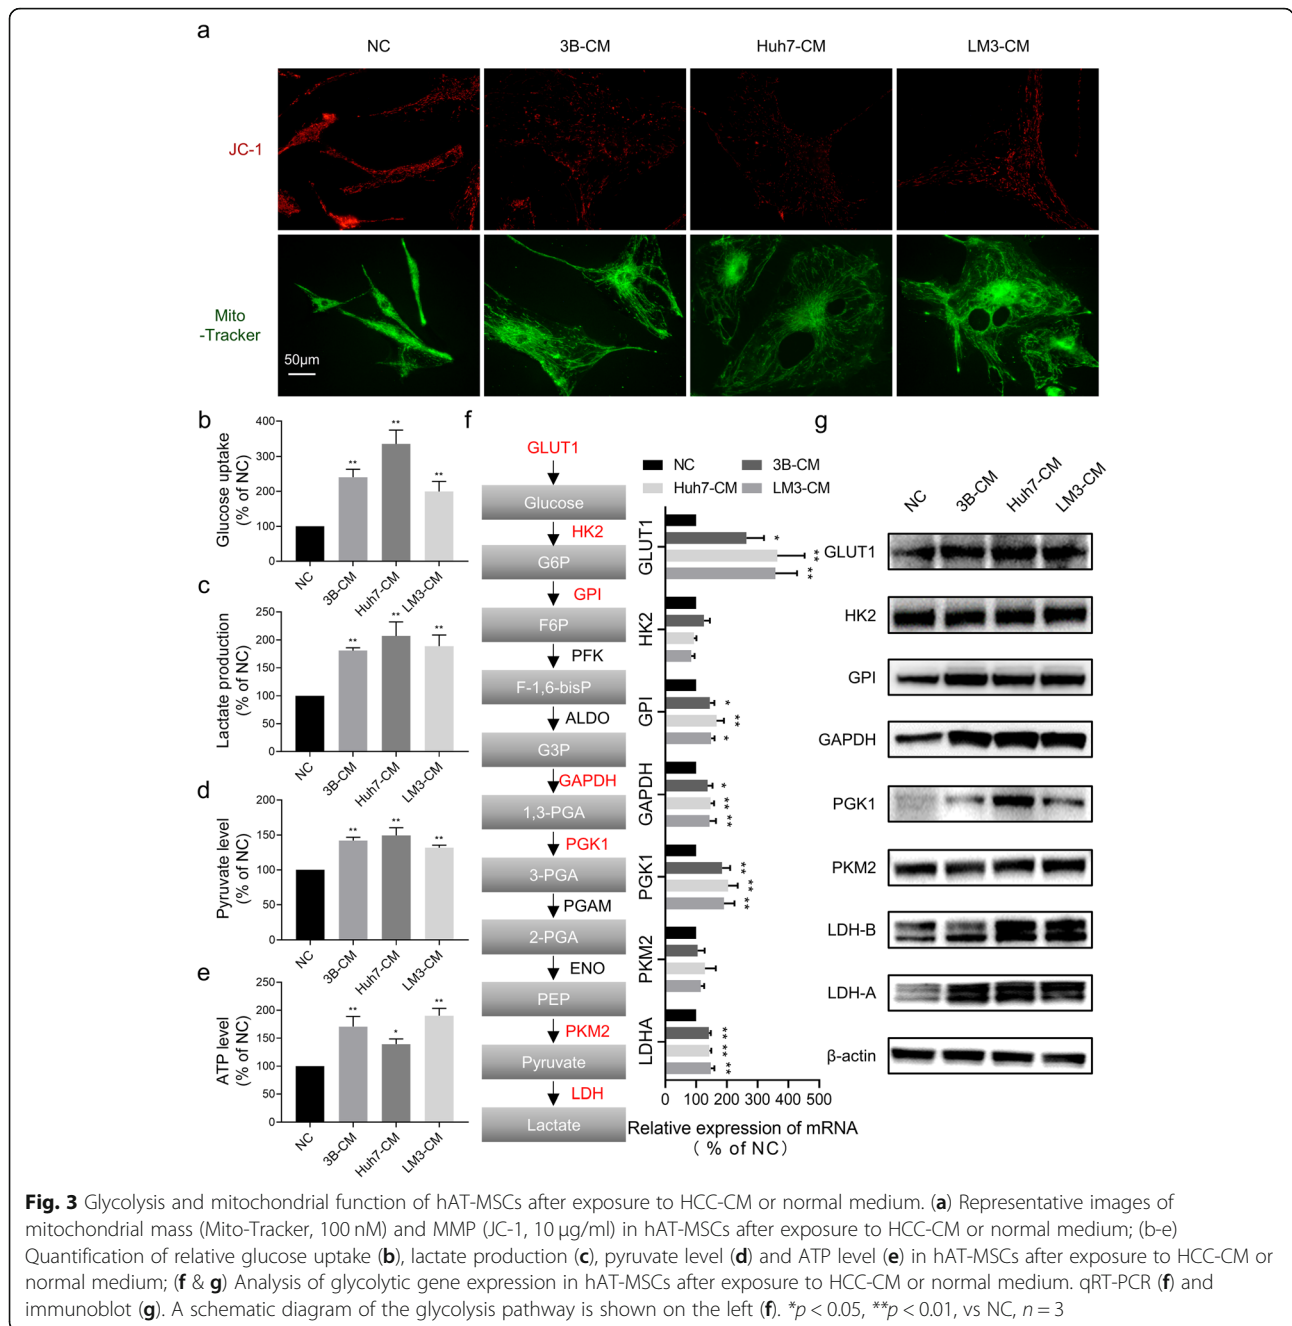 a
NC
3B-CM
Huh7-CM
LM3-CM
JC-1
Mito
-Tracker
50μm
b
Glucose uptake
(% of NC)
400
300
200
100
0
**
**
**
NC
3B-CM
Huh7-CM
LM3-CM
c
Lactate production
(% of NC)
250
200
150
100
50
0
**
**
**
NC
3B-CM
Huh7-CM
LM3-CM
d
Pyruvate level
(% of NC)
200
150
100
50
0
**
**
**
NC
3B-CM
Huh7-CM
LM3-CM
e
ATP level
(% of NC)
250
200
150
100
50
0
**
*
**
NC
3B-CM
Huh7-CM
LM3-CM
f
GLUT1
Glucose
HK2
G6P
GPI
F6P
PFK
F-1,6-bisP
ALDO
G3P
GAPDH
1,3-PGA
PGK1
3-PGA
PGAM
2-PGA
ENO
PEP
PKM2
Pyruvate
LDH
Lactate
NC
3B-CM
Huh7-CM
LM3-CM
GLUT1
*
**
**
HK2
GPI
*
**
*
GAPDH
*
**
**
PGK1
**
**
**
PKM2
LDHA
**
**
**
0 100 200 300 400 500
Relative expression of mRNA
( % of NC)
g
NC
3B-CM
Huh7-CM
LM3-CM
GLUT1
HK2
GPI
GAPDH
PGK1
PKM2
LDH-B
LDH-A
β-actin
Fig. 3 Glycolysis and mitochondrial function of hAT-MSCs after exposure to HCC-CM or normal medium. (a) Representative images of
mitochondrial mass (Mito-Tracker, 100 nM) and MMP (JC-1, 10 μg/ml) in hAT-MSCs after exposure to HCC-CM or normal medium; (b-e)
Quantification of relative glucose uptake (b), lactate production (c), pyruvate level (d) and ATP level (e) in hAT-MSCs after exposure to HCC-CM or
normal medium; (f & g) Analysis of glycolytic gene expression in hAT-MSCs after exposure to HCC-CM or normal medium. qRT-PCR (f) and
immunoblot (g). A schematic diagram of the glycolysis pathway is shown on the left (f). *p < 0.05, **p < 0.01, vs NC, n = 3